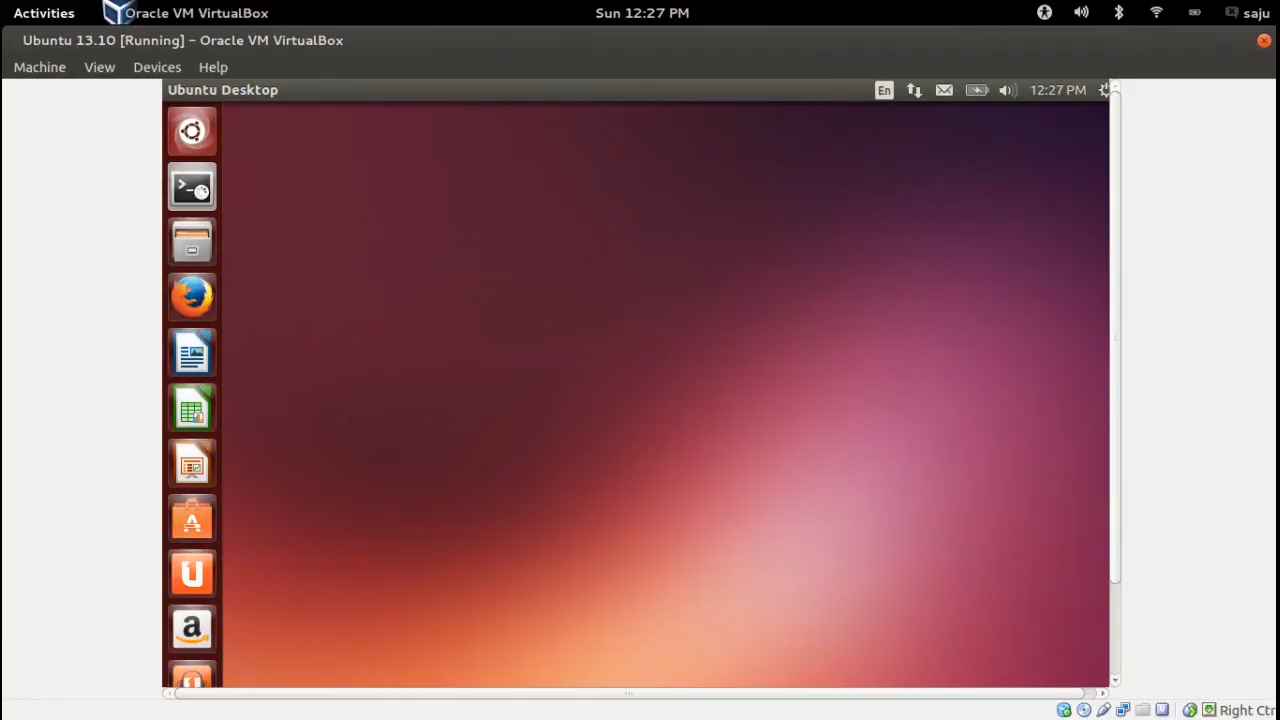 Activities Oracle VM VirtualBox Sun 12:27 PM saju
Ubuntu 13.10 [Running] – Oracle VM VirtualBox
Machine View Devices Help
Ubuntu Desktop En 12:27 PM
Right Ctr